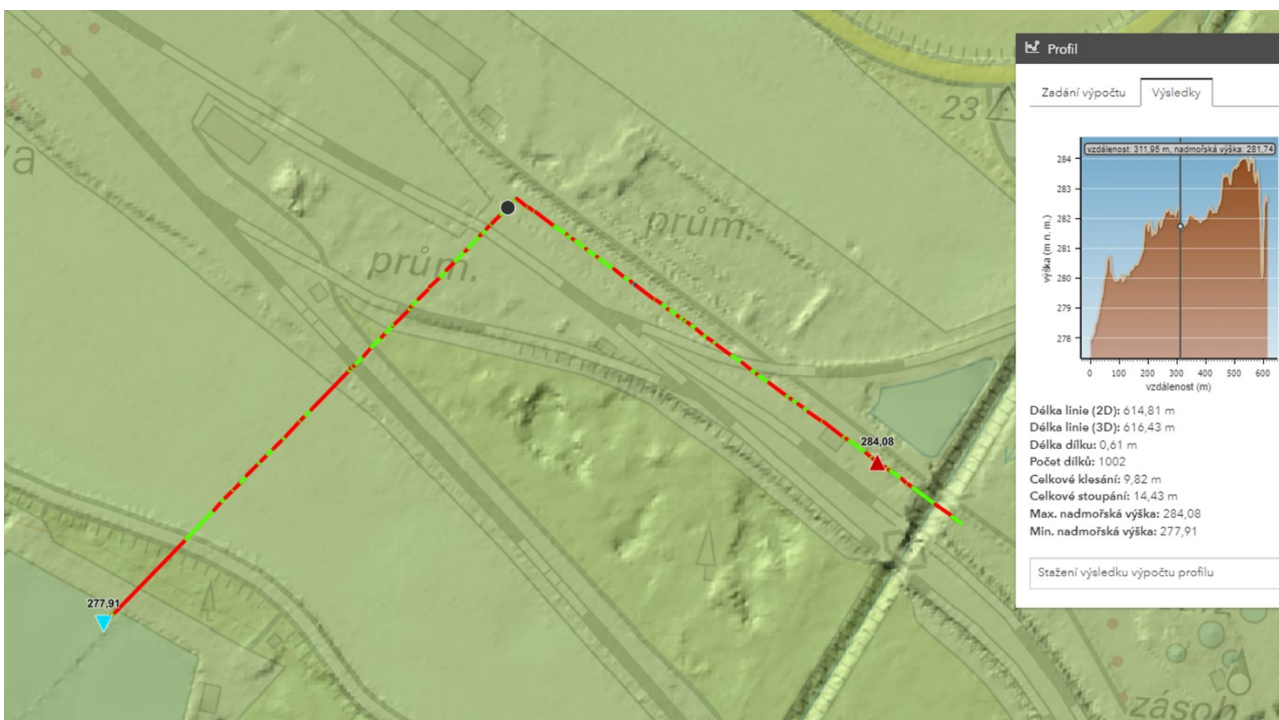 va
23
prům.
prům.
284,08
277,91
zásob.
Profil
Zadání výpočtu
Výsledky
vzdálenost: 311,95 m, nadmořská výška: 281,74
284
283
282
281
280
279
278
výška (m n. m.)
0 100 200 300 400 500 600
vzdálenost (m)
Délka linie (2D): 614,81 m
Délka linie (3D): 616,43 m
Délka dílku: 0,61 m
Počet dílků: 1002
Celkové klesání: 9,82 m
Celkové stoupání: 14,43 m
Max. nadmořská výška: 284,08
Min. nadmořská výška: 277,91
Stažení výsledku výpočtu profilu